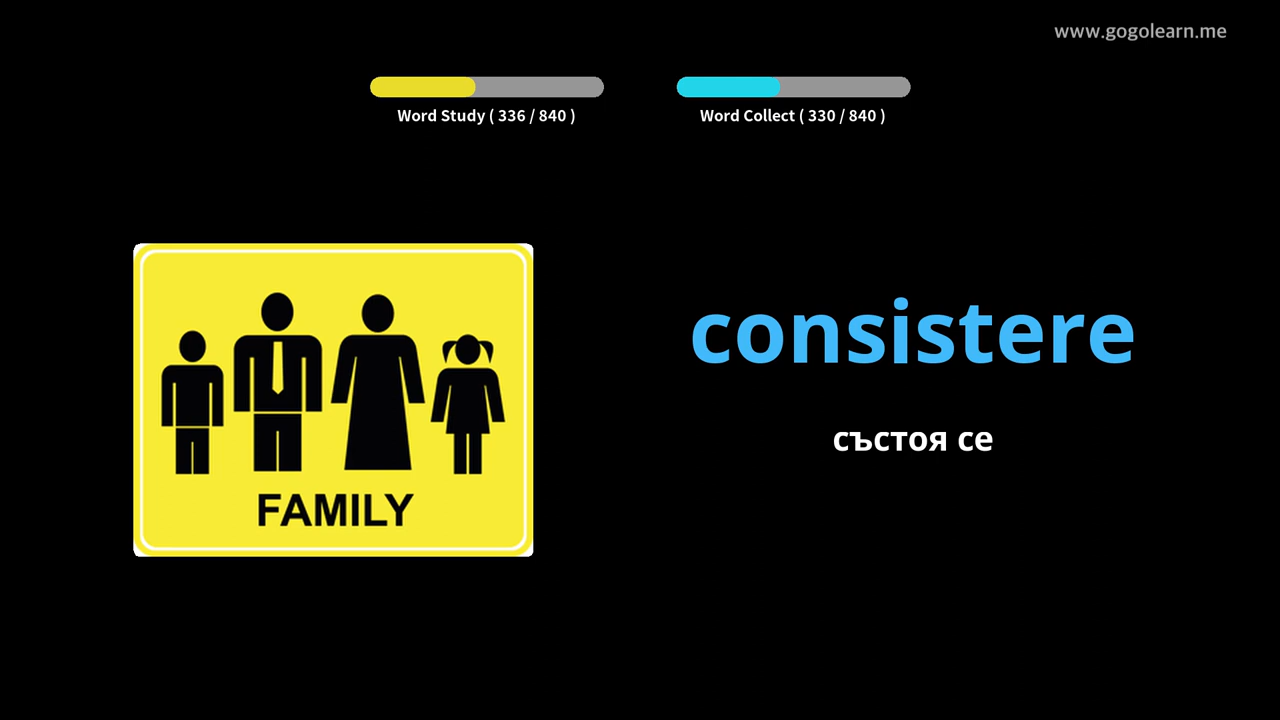 www.gogolearn.me
Word Study ( 336 / 840 )
Word Collect ( 330 / 840 )
consistere
състоя се
FAMILY